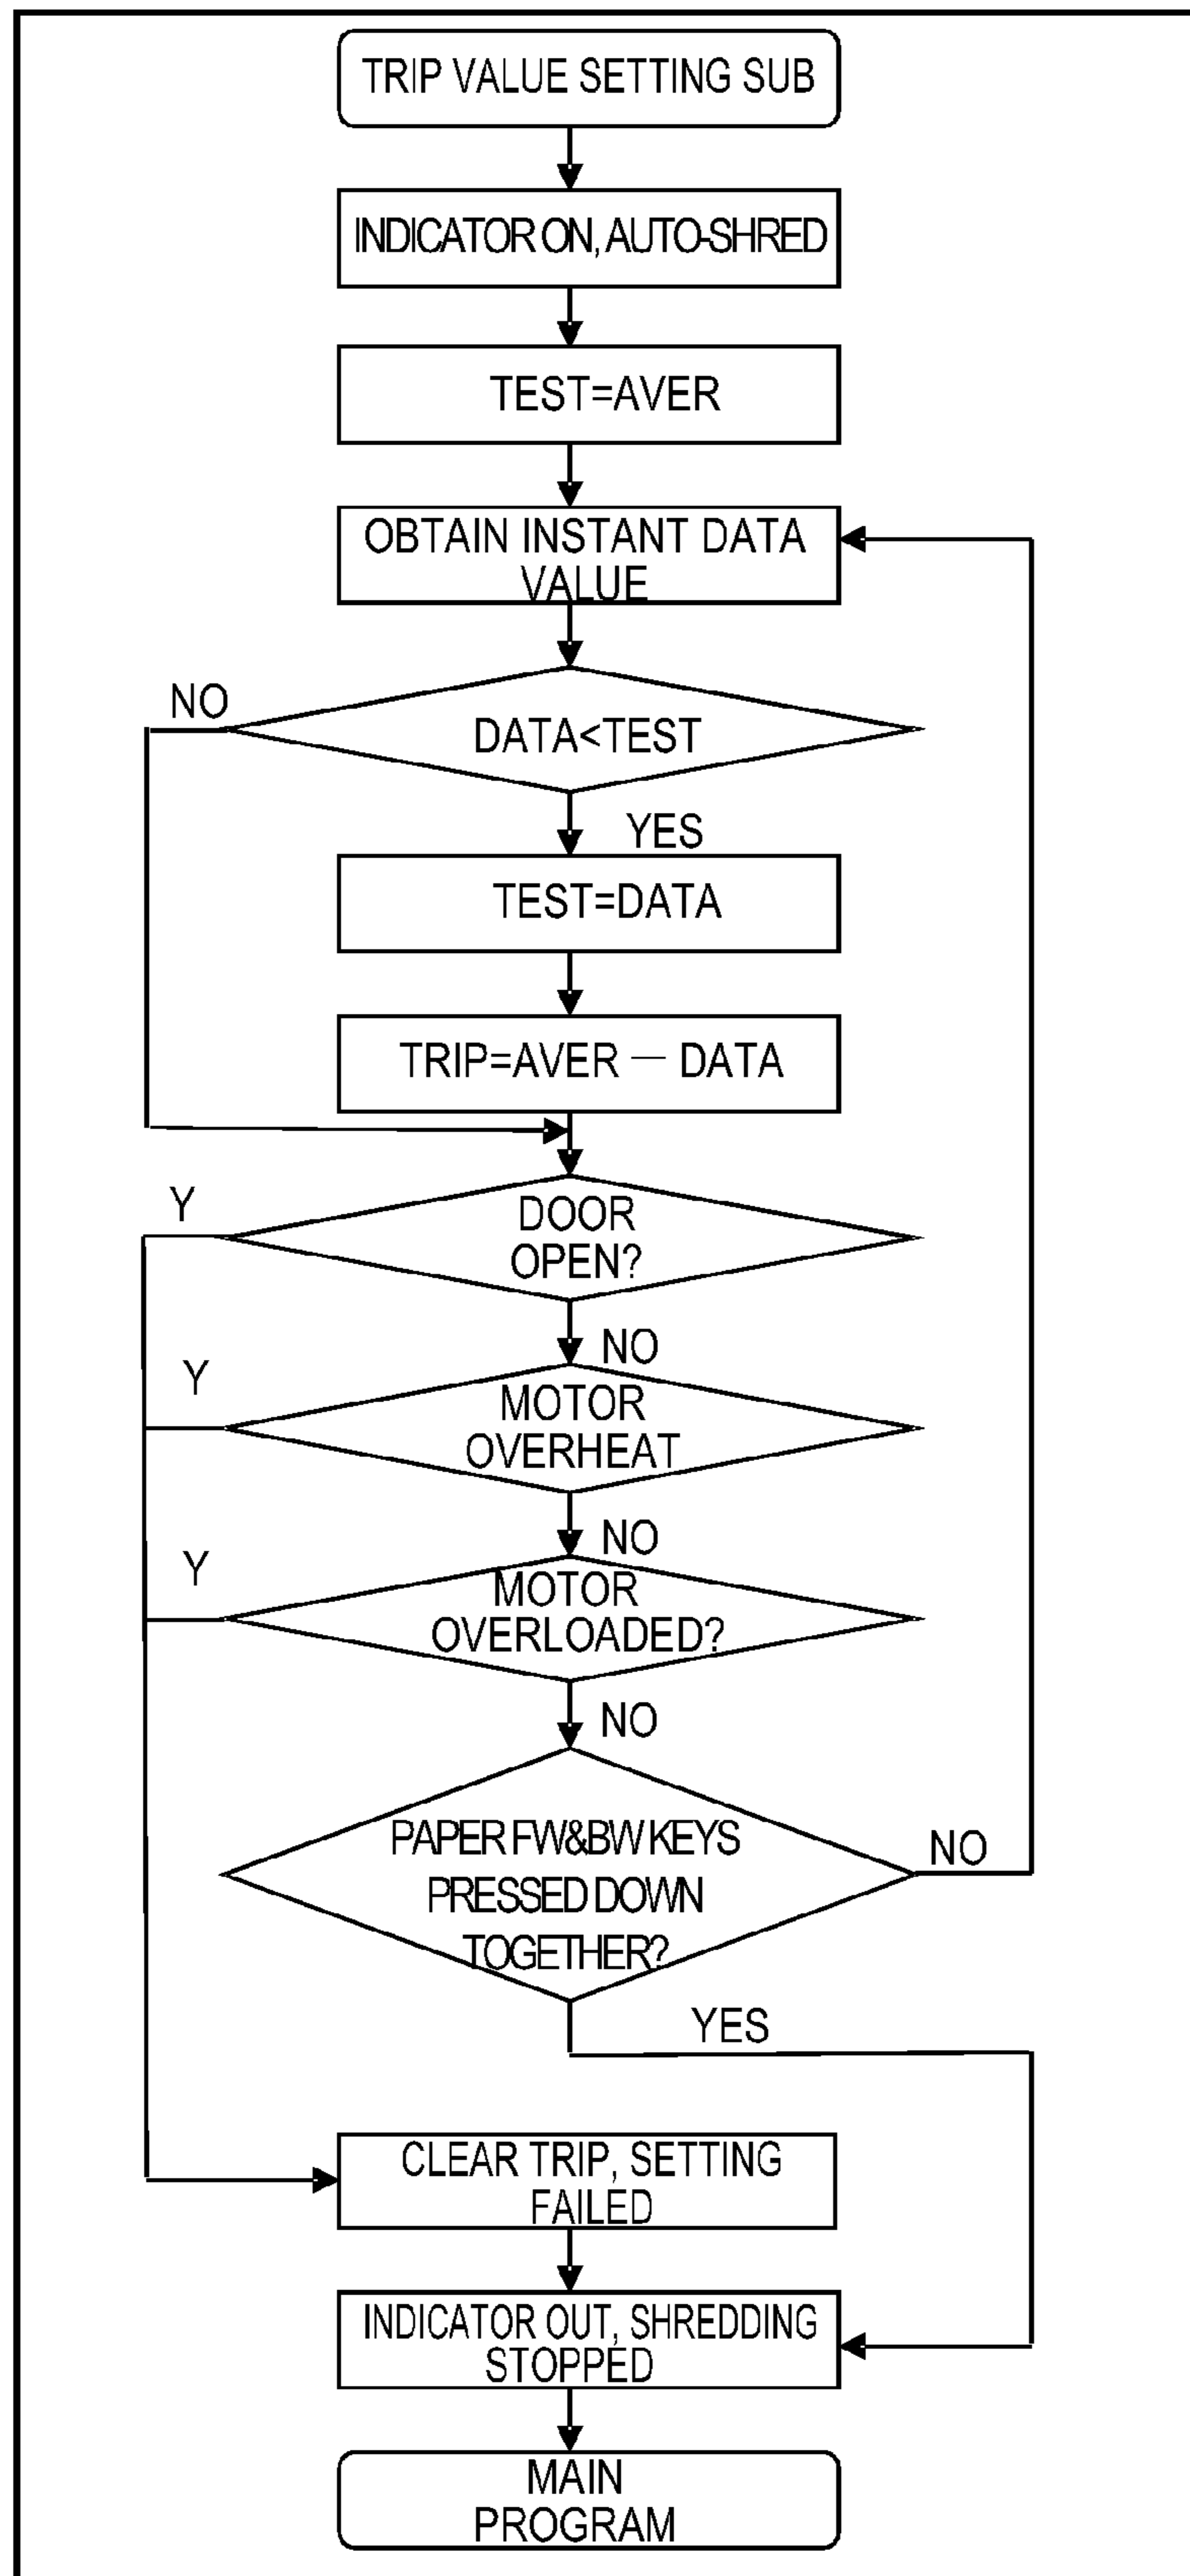 TRIP VALUE SETTING SUB
INDICATOR ON, AUTO-SHRED
TEST=AVER
OBTAIN INSTANT DATA
VALUE
NO
DATA<TEST
YES
TEST=DATA
TRIP=AVER — DATA
Y
DOOR
OPEN?
NO
Y
MOTOR
OVERHEAT
NO
Y
MOTOR
OVERLOADED?
NO
PAPER FW&BW KEYS
NO
PRESSED DOWN
TOGETHER?
YES
CLEAR TRIP, SETTING
FAILED
INDICATOR OUT, SHREDDING
STOPPED
MAIN
PROGRAM